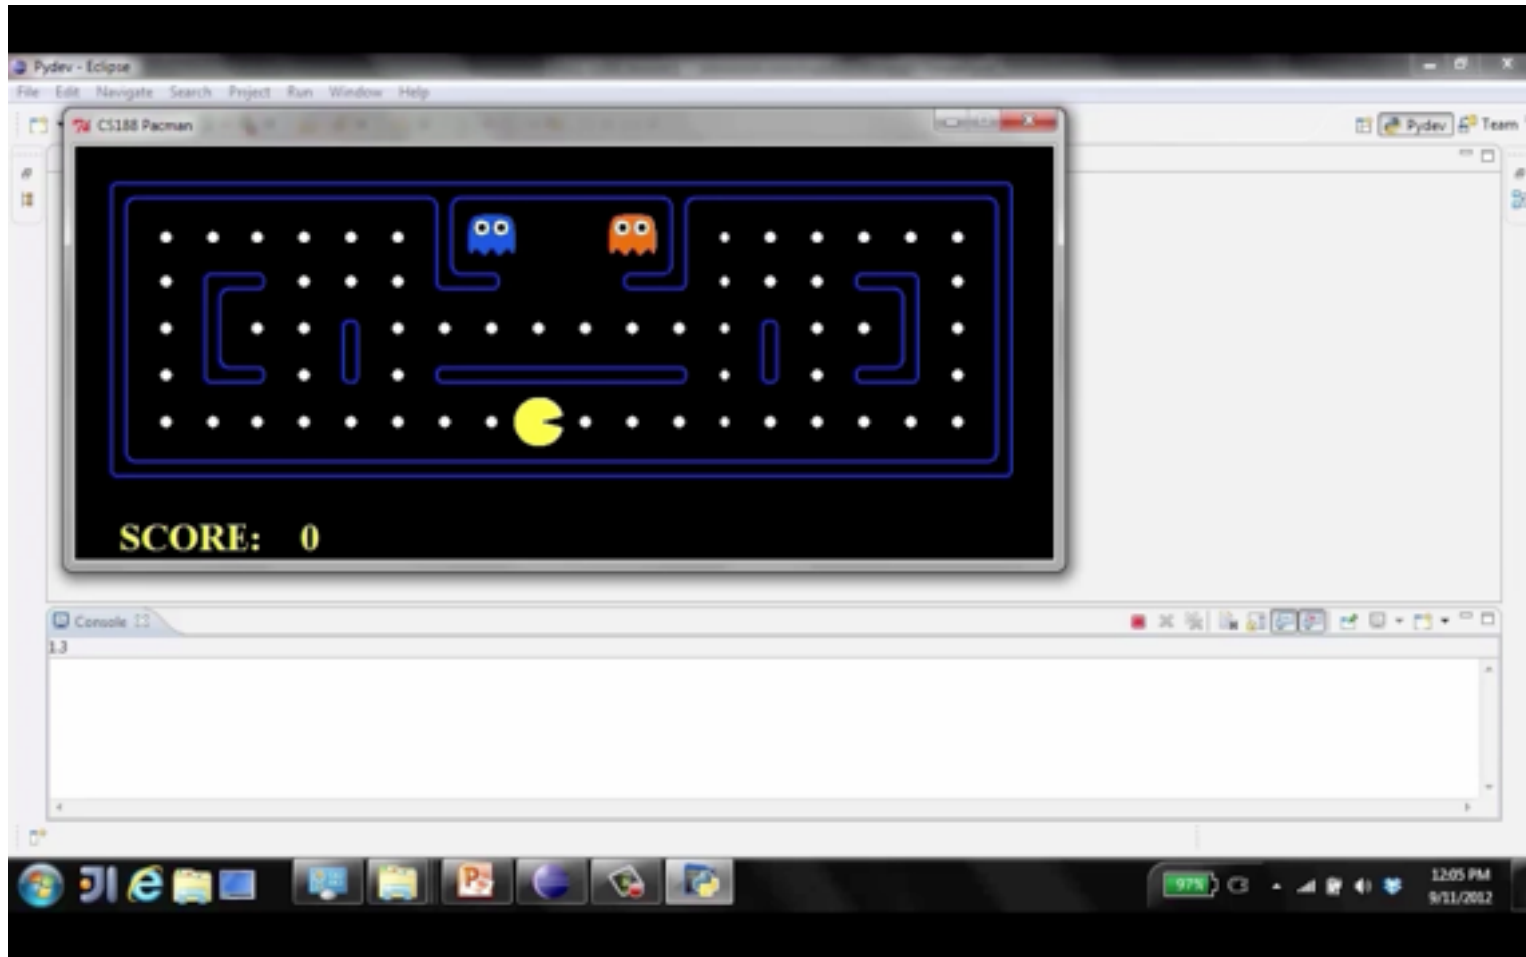 Pydev - Eclipse
File Edit Navigate Search Project Run Window Help
CS188 Pacman
Pydev Team
SCORE: 0
Console
1.3
97%
12:05 PM
9/11/2012